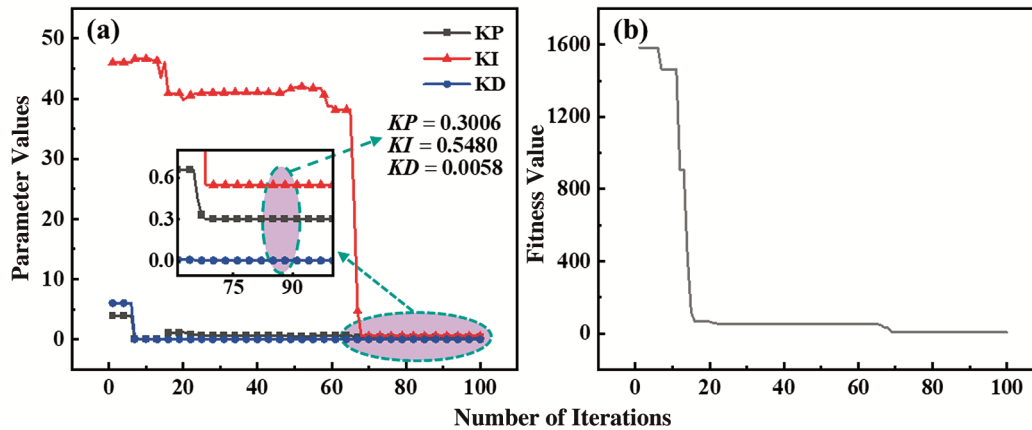 (a)
KP
KI
KD
50
40
30
20
10
0
Parameter Values
KP = 0.3006
KI = 0.5480
KD = 0.0058
0.6
0.3
0.0
75 90
0 20 40 60 80 100
(b)
1600
1200
800
400
0
Fitness Value
0 20 40 60 80 100
Number of Iterations